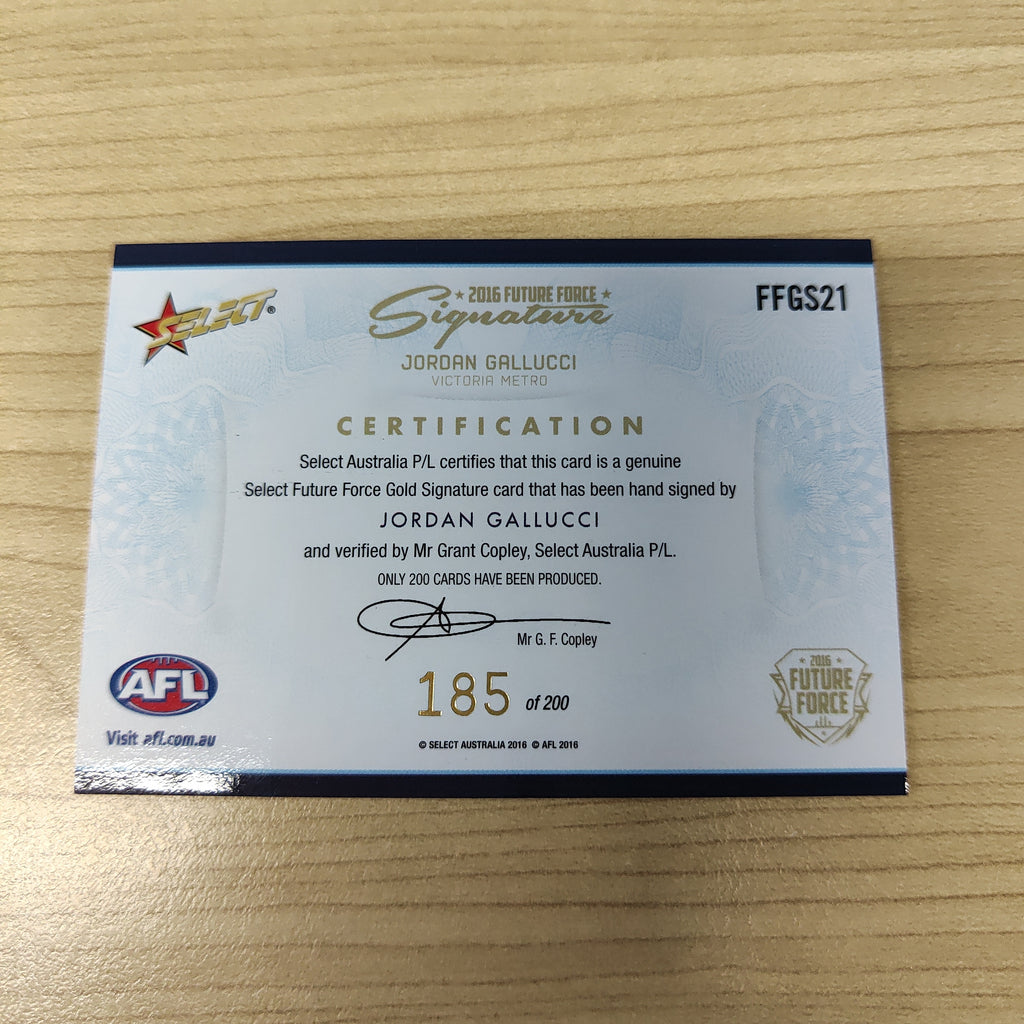 SELECT®
★ 2016 FUTURE FORCE ★
Signature
FFGS21
JORDAN GALLUCCI
VICTORIA METRO
CERTIFICATION
Select Australia P/L certifies that this card is a genuine
Select Future Force Gold Signature card that has been hand signed by
JORDAN GALLUCCI
and verified by Mr Grant Copley, Select Australia P/L.
ONLY 200 CARDS HAVE BEEN PRODUCED.
Mr G. F. Copley
185 of 200
© SELECT AUSTRALIA 2016 © AFL 2016
AFL
Visit afl.com.au
★ 2016 ★
FUTURE
FORCE